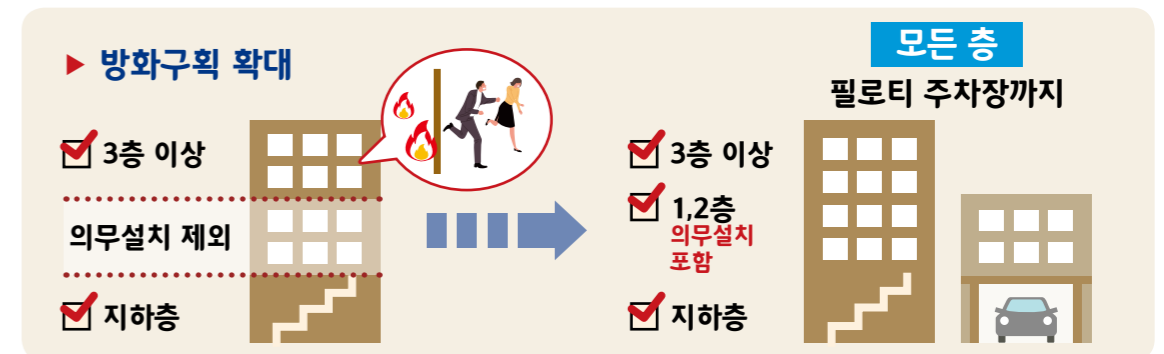 ▶ 방화구획 확대
3층 이상
의무설치 제외
지하층
모든 층
필로티 주차장까지
3층 이상
1,2층
의무설치
포함
지하층